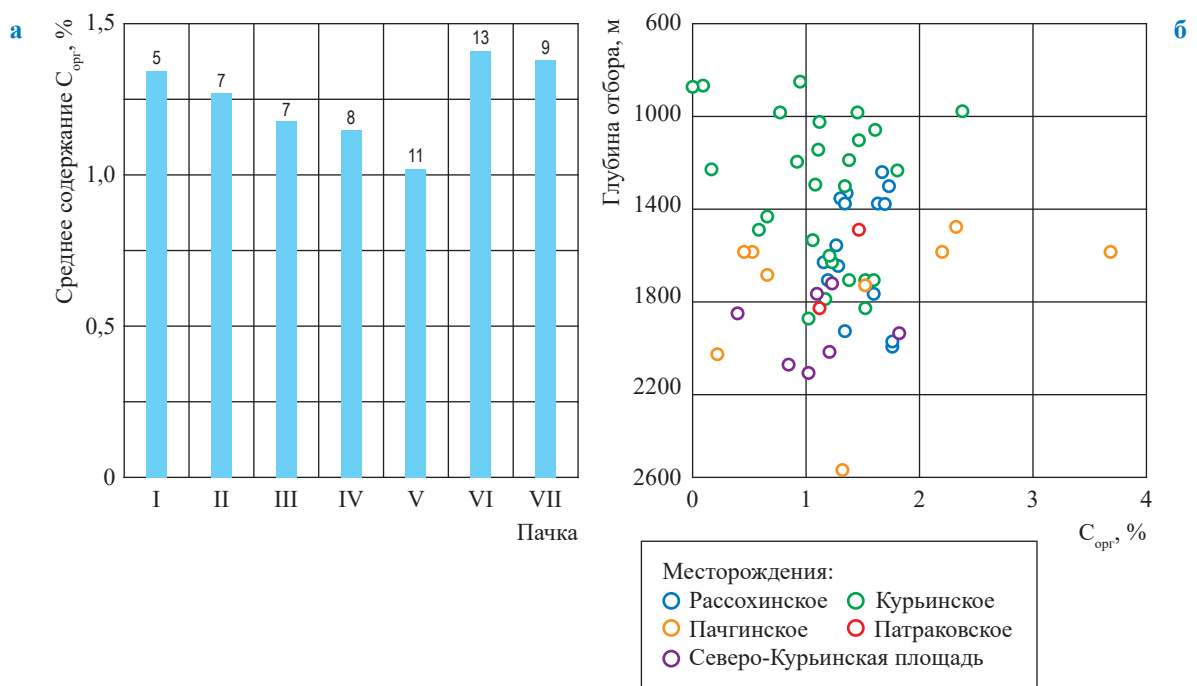 а
Среднее содержание Cорг, %
1,5
1,0
0,5
0
5
7
7
8
11
13
9
I II III IV V VI VII
Пачка
б
Глубина отбора, м
600
1000
1400
1800
2200
2600
0 1 2 3 4
Cорг, %
Месторождения:
Рассохинское Курьинское
Пачгинское Патраковское
Северо-Курьинская площадь